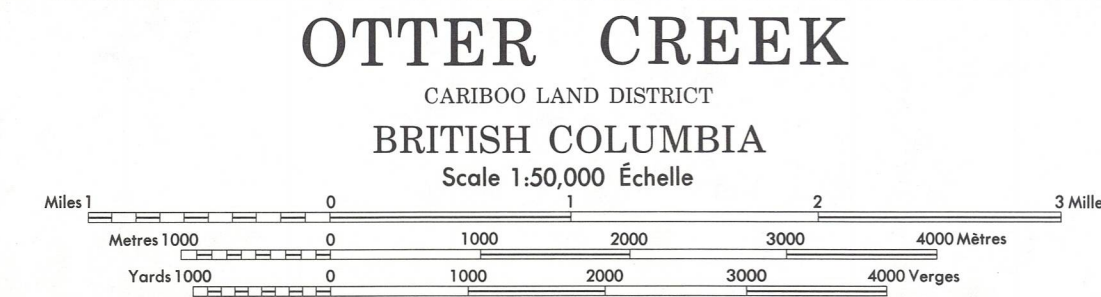 OTTER CREEK
CARIBOO LAND DISTRICT
BRITISH COLUMBIA
Scale 1:50,000 Échelle
Miles 1 0 1 2 3 Mille
Metres 1000 0 1000 2000 3000 4000 Mètres
Yards 1000 0 1000 2000 3000 4000 Verges